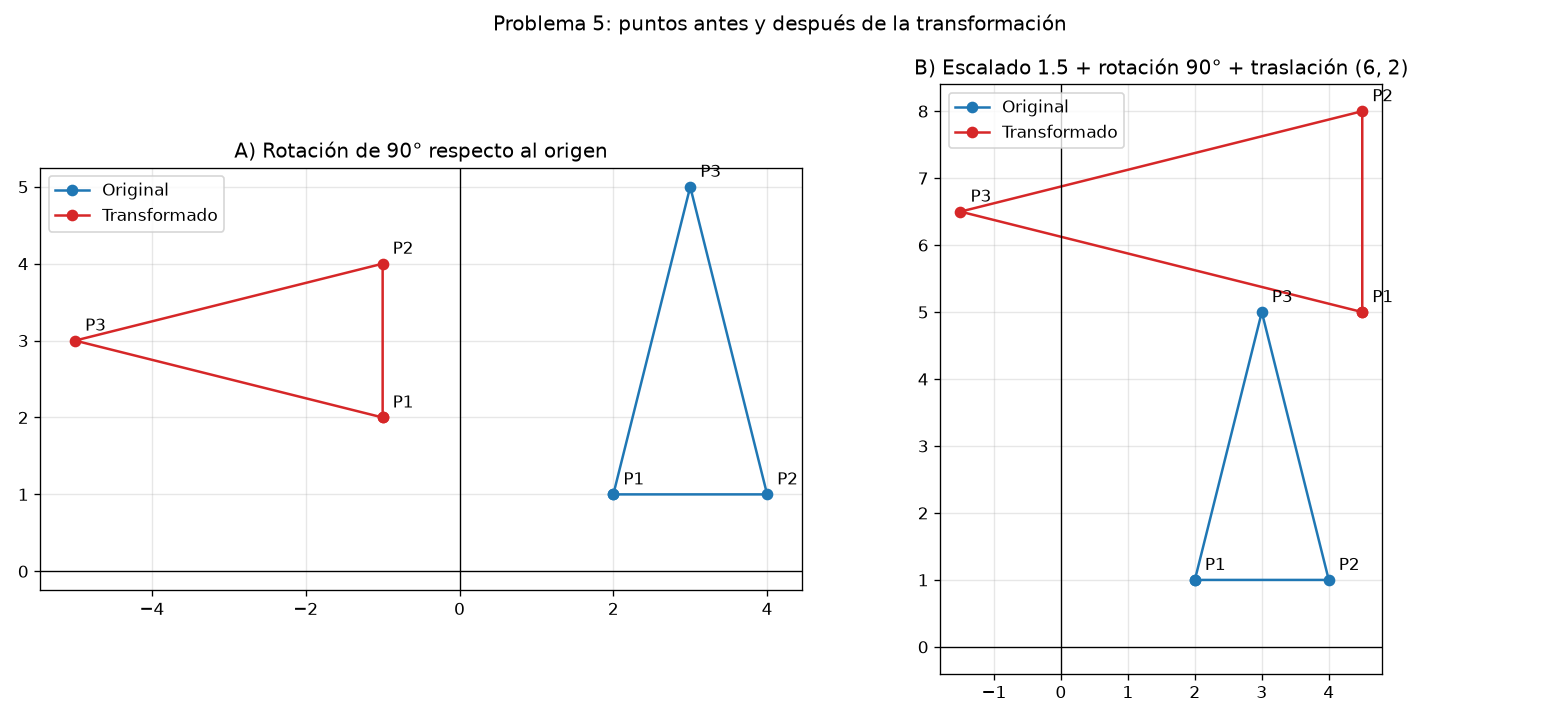 Problema 5: puntos antes y después de la transformación
A) Rotación de 90° respecto al origen
Original
Transformado
P3
P2
P3
P1
P1
P2
5
4
3
2
1
0
−4
−2
0
2
4
B) Escalado 1.5 + rotación 90° + traslación (6, 2)
Original
Transformado
P2
P3
P3
P1
P1
P2
8
7
6
5
4
3
2
1
0
−1
0
1
2
3
4